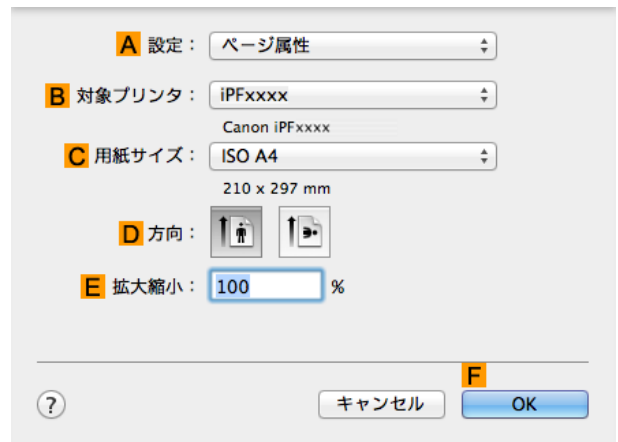 A 設定： ページ属性
B 対象プリンタ： iPFxxxx
Canon iPFxxxx
C 用紙サイズ： ISO A4
210 x 297 mm
D 方向：
E 拡大縮小： 100 %
F
? キャンセル OK